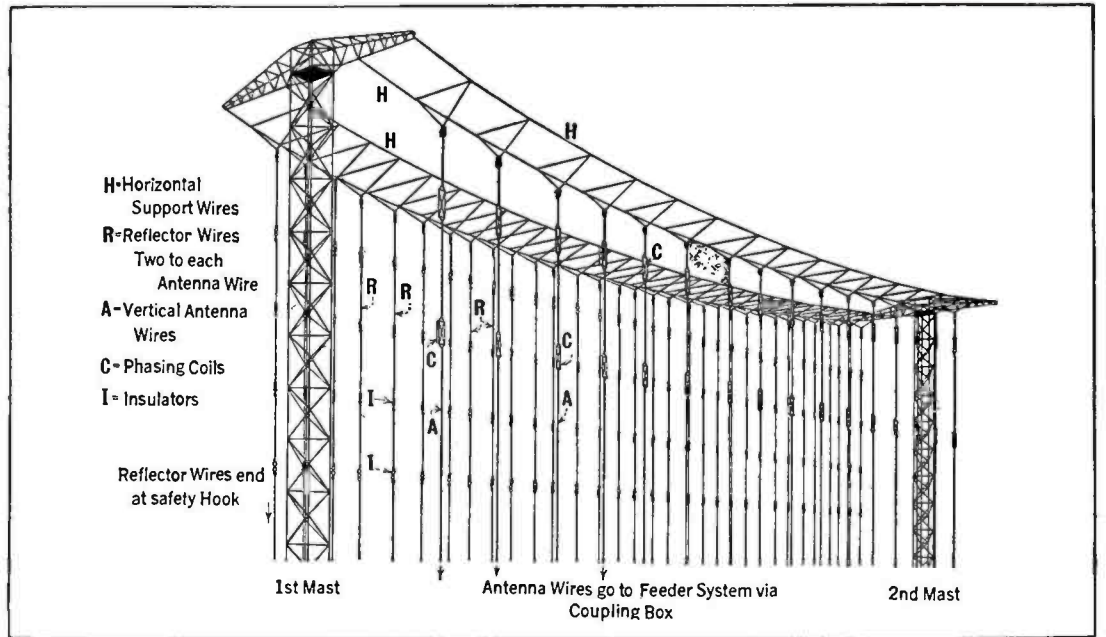 H
H
H
H=Horizontal
Support Wires
R=Reflector Wires
Two to each
Antenna Wire
A-Vertical Antenna
Wires
C=Phasing Coils
I=Insulators
Reflector Wires end
at safety Hook
C
R
R
R
C
C
I
A
A
I
1st Mast
Antenna Wires go to Feeder System via
Coupling Box
2nd Mast